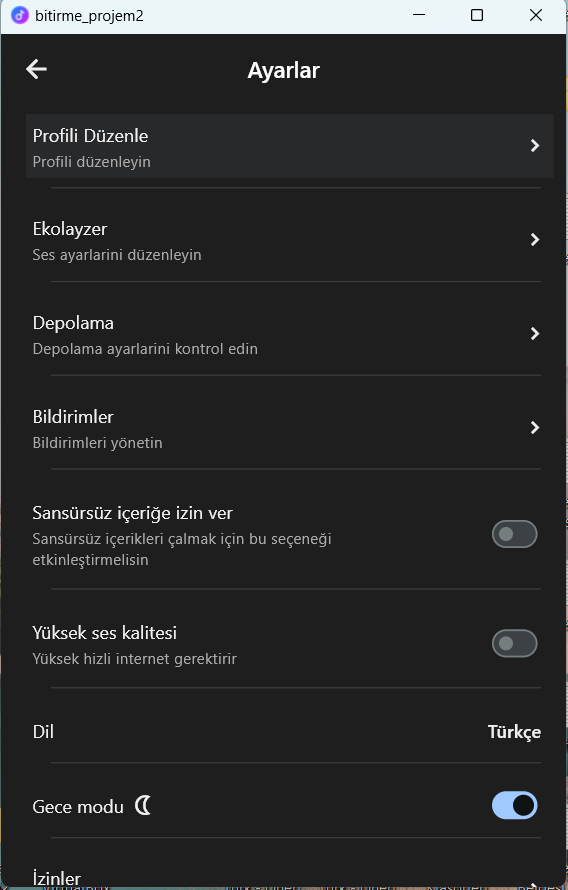 bitirme_projem2
Ayarlar
Profili Düzenle
Profili düzenleyin
Ekolayzer
Ses ayarlarini düzenleyin
Depolama
Depolama ayarlarini kontrol edin
Bildirimler
Bildirimleri yönetin
Sansürsüz içeriğe izin ver
Sansürsüz içerikleri çalmak için bu seçeneği
etkinleştirmelisin
Yüksek ses kalitesi
Yüksek hizli internet gerektirir
Dil
Türkçe
Gece modu
İzinler